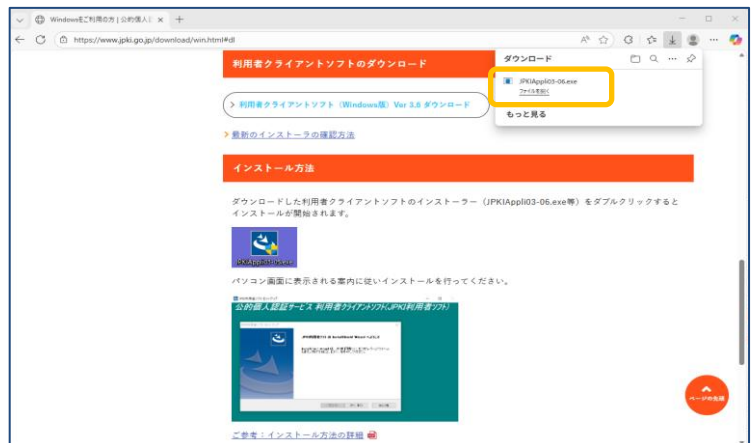 Windowsをご利用の方 | 公的個人
https://www.jpki.go.jp/download/win.html#dl
ダウンロード
JPKIAppli03-06.exe
ファイルを開く
もっと見る
利用者クライアントソフトのダウンロード
利用者クライアントソフト（Windows版）Ver 3.6 ダウンロード
最新のインストーラの確認方法
インストール方法
ダウンロードした利用者クライアントソフトのインストーラー（JPKIAppli03-06.exe等）をダブルクリックすると
インストールが開始されます。
JPKIAppli03-06.exe
パソコン画面に表示される案内に従いインストールを行ってください。
公的個人認証サービス 利用者クライアントソフト(JPKI利用者ソフト)
ページの先頭
ご参考：インストール方法の詳細